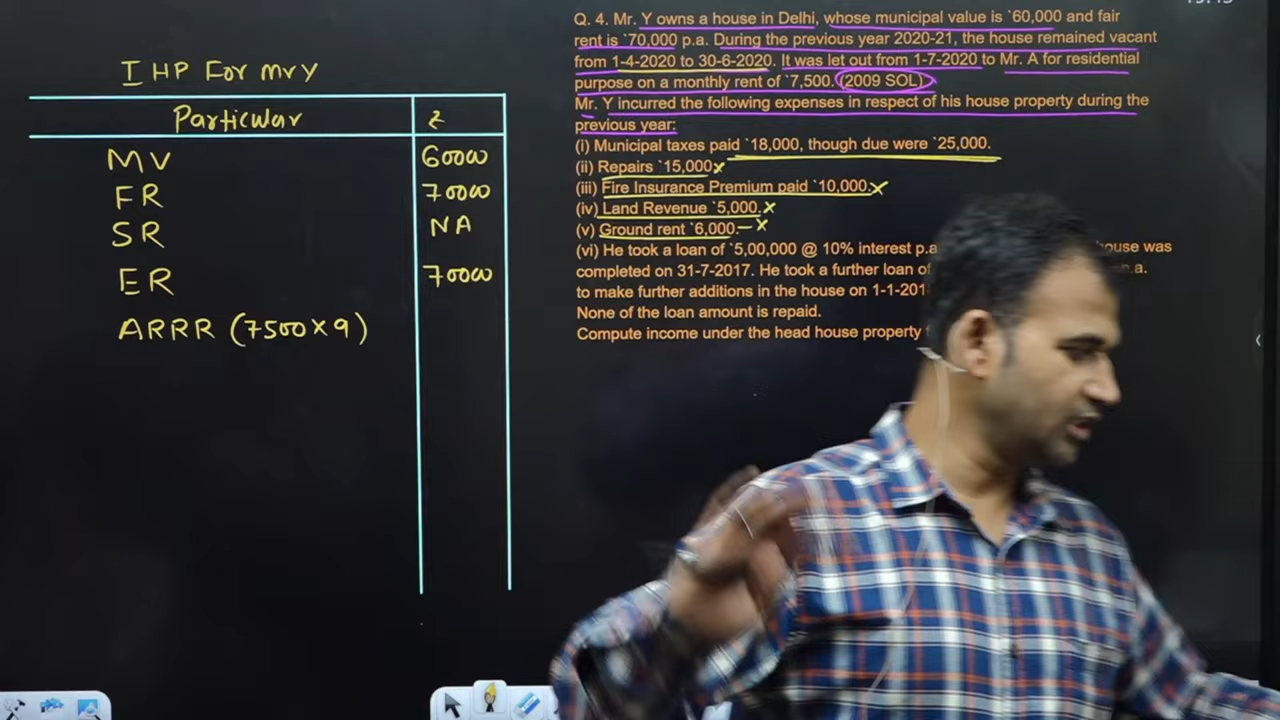 Q. 4. Mr. Y owns a house in Delhi, whose municipal value is `60,000 and fair
rent is `70,000 p.a. During the previous year 2020-21, the house remained vacant
from 1-4-2020 to 30-6-2020. It was let out from 1-7-2020 to Mr. A for residential
purpose on a monthly rent of `7,500. (2009 SOL)
Mr. Y incurred the following expenses in respect of his house property during the
previous year:
(i) Municipal taxes paid `18,000, though due were `25,000.
(ii) Repairs `15,000 x
(iii) Fire Insurance Premium paid `10,000. x
(iv) Land Revenue `5,000. x
(v) Ground rent `6,000. – x
(vi) He took a loan of `5,00,000 @ 10% interest p.a house was
completed on 31-7-2017. He took a further loan of
to make further additions in the house on 1-1-201
None of the loan amount is repaid.
Compute income under the head house property
I HP For Mr Y
Particular ₹
MV 60000
FR 70000
SR NA
ER 70000
ARRR (7500×9)